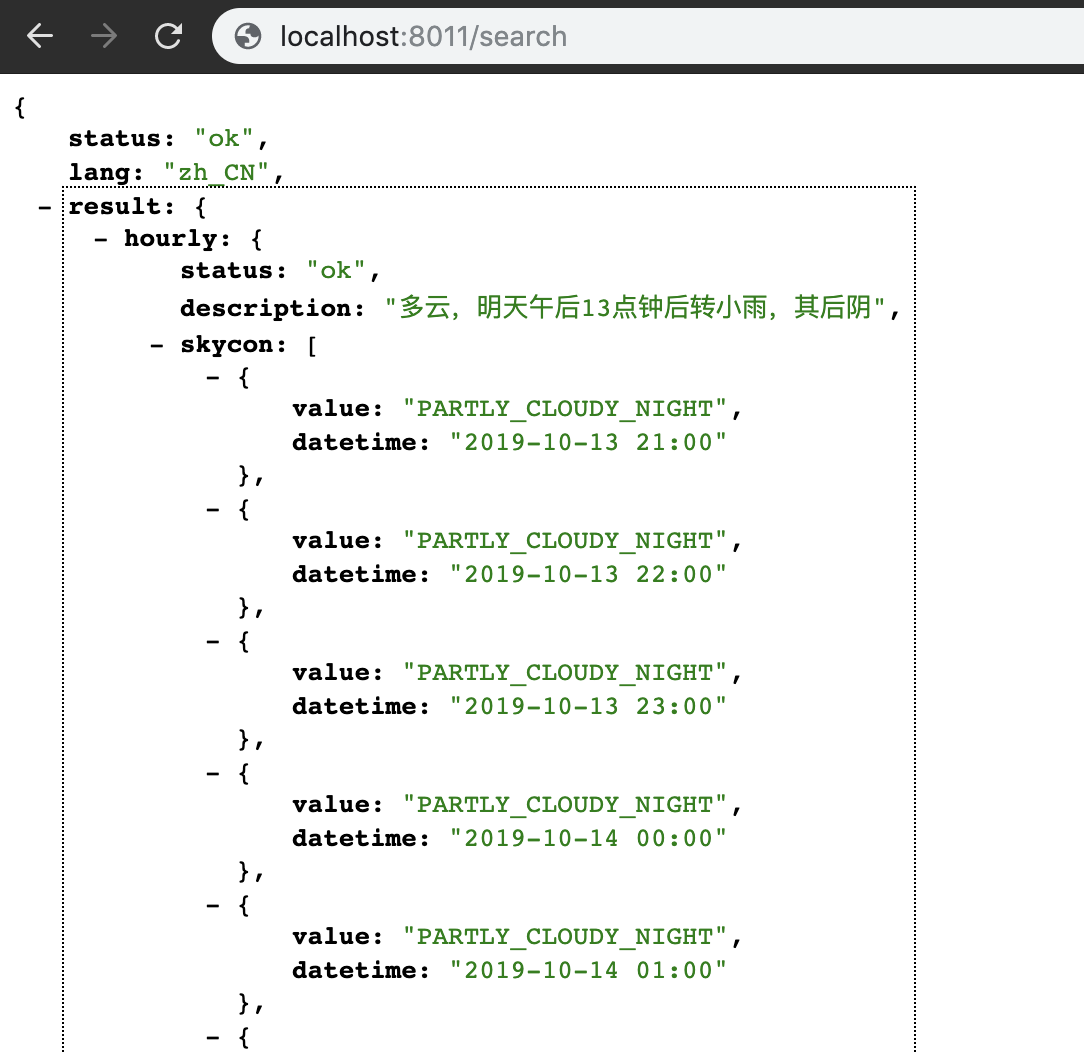 localhost:8011/search
{
status: "ok",
lang: "zh_CN",
- result: {
- hourly: {
status: "ok",
description: "多云，明天午后13点钟后转小雨，其后阴",
- skycon: [
- {
value: "PARTLY_CLOUDY_NIGHT",
datetime: "2019-10-13 21:00"
},
- {
value: "PARTLY_CLOUDY_NIGHT",
datetime: "2019-10-13 22:00"
},
- {
value: "PARTLY_CLOUDY_NIGHT",
datetime: "2019-10-13 23:00"
},
- {
value: "PARTLY_CLOUDY_NIGHT",
datetime: "2019-10-14 00:00"
},
- {
value: "PARTLY_CLOUDY_NIGHT",
datetime: "2019-10-14 01:00"
},
- {